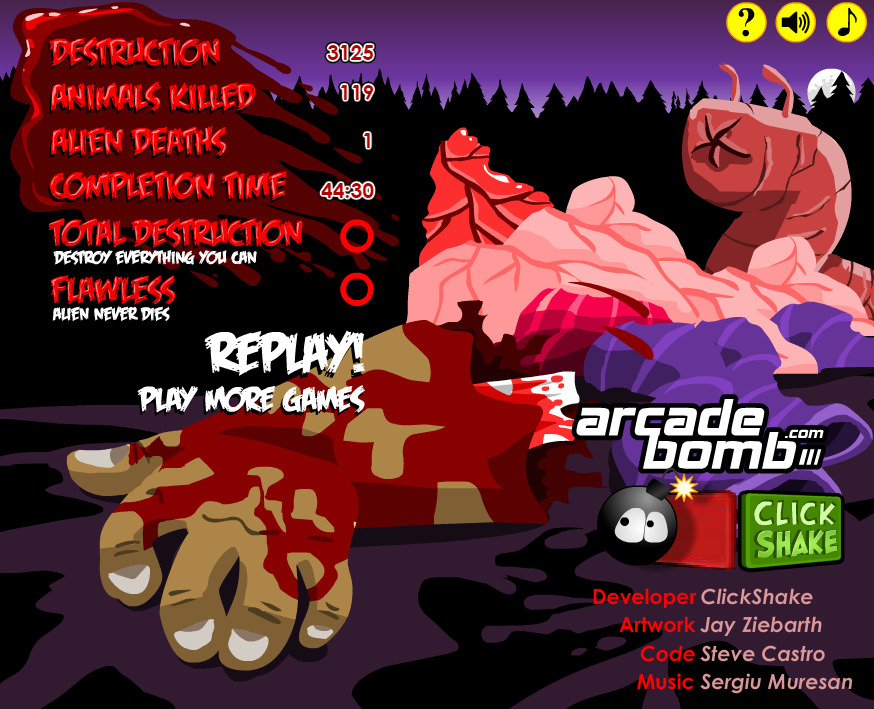 ?
DESTRUCTION 3125
ANIMALS KILLED 119
ALIEN DEATHS 1
COMPLETION TIME 44:30
TOTAL DESTRUCTION
DESTROY EVERYTHING YOU CAN
FLAWLESS
ALIEN NEVER DIES
REPLAY!
PLAY MORE GAMES
arcade
bomb.com
CLICK
SHAKE
Developer ClickShake
Artwork Jay Ziebarth
Code Steve Castro
Music Sergiu Muresan